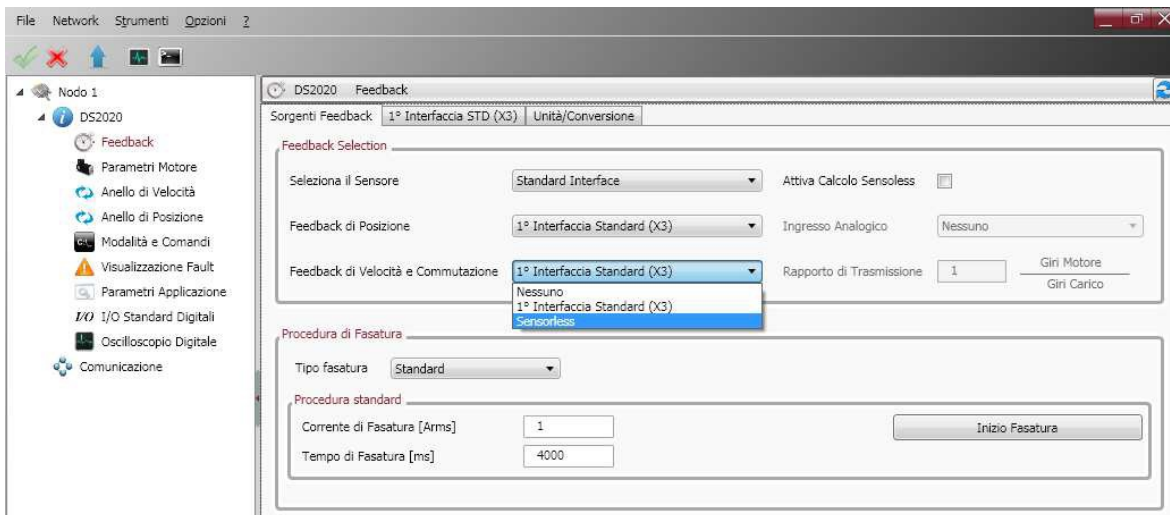 File Network Strumenti Opzioni ?
Nodo 1
DS2020
Feedback
Parametri Motore
Anello di Velocità
Anello di Posizione
Modalità e Comandi
Visualizzazione Fault
Parametri Applicazione
I/O I/O Standard Digitali
Oscilloscopio Digitale
Comunicazione
DS2020 Feedback
Sorgenti Feedback 1° Interfaccia STD (X3) Unità/Conversione
Feedback Selection
Seleziona il Sensore Standard Interface Attiva Calcolo Sensoless
Feedback di Posizione 1° Interfaccia Standard (X3) Ingresso Analogico Nessuno
Feedback di Velocità e Commutazione 1° Interfaccia Standard (X3) Rapporto di Trasmissione 1 Giri Motore
Giri Carico
Nessuno
1° Interfaccia Standard (X3)
Sensorless
Procedura di Fasatura
Tipo fasatura Standard
Procedura standard
Corrente di Fasatura [Arms] 1 Inizio Fasatura
Tempo di Fasatura [ms] 4000